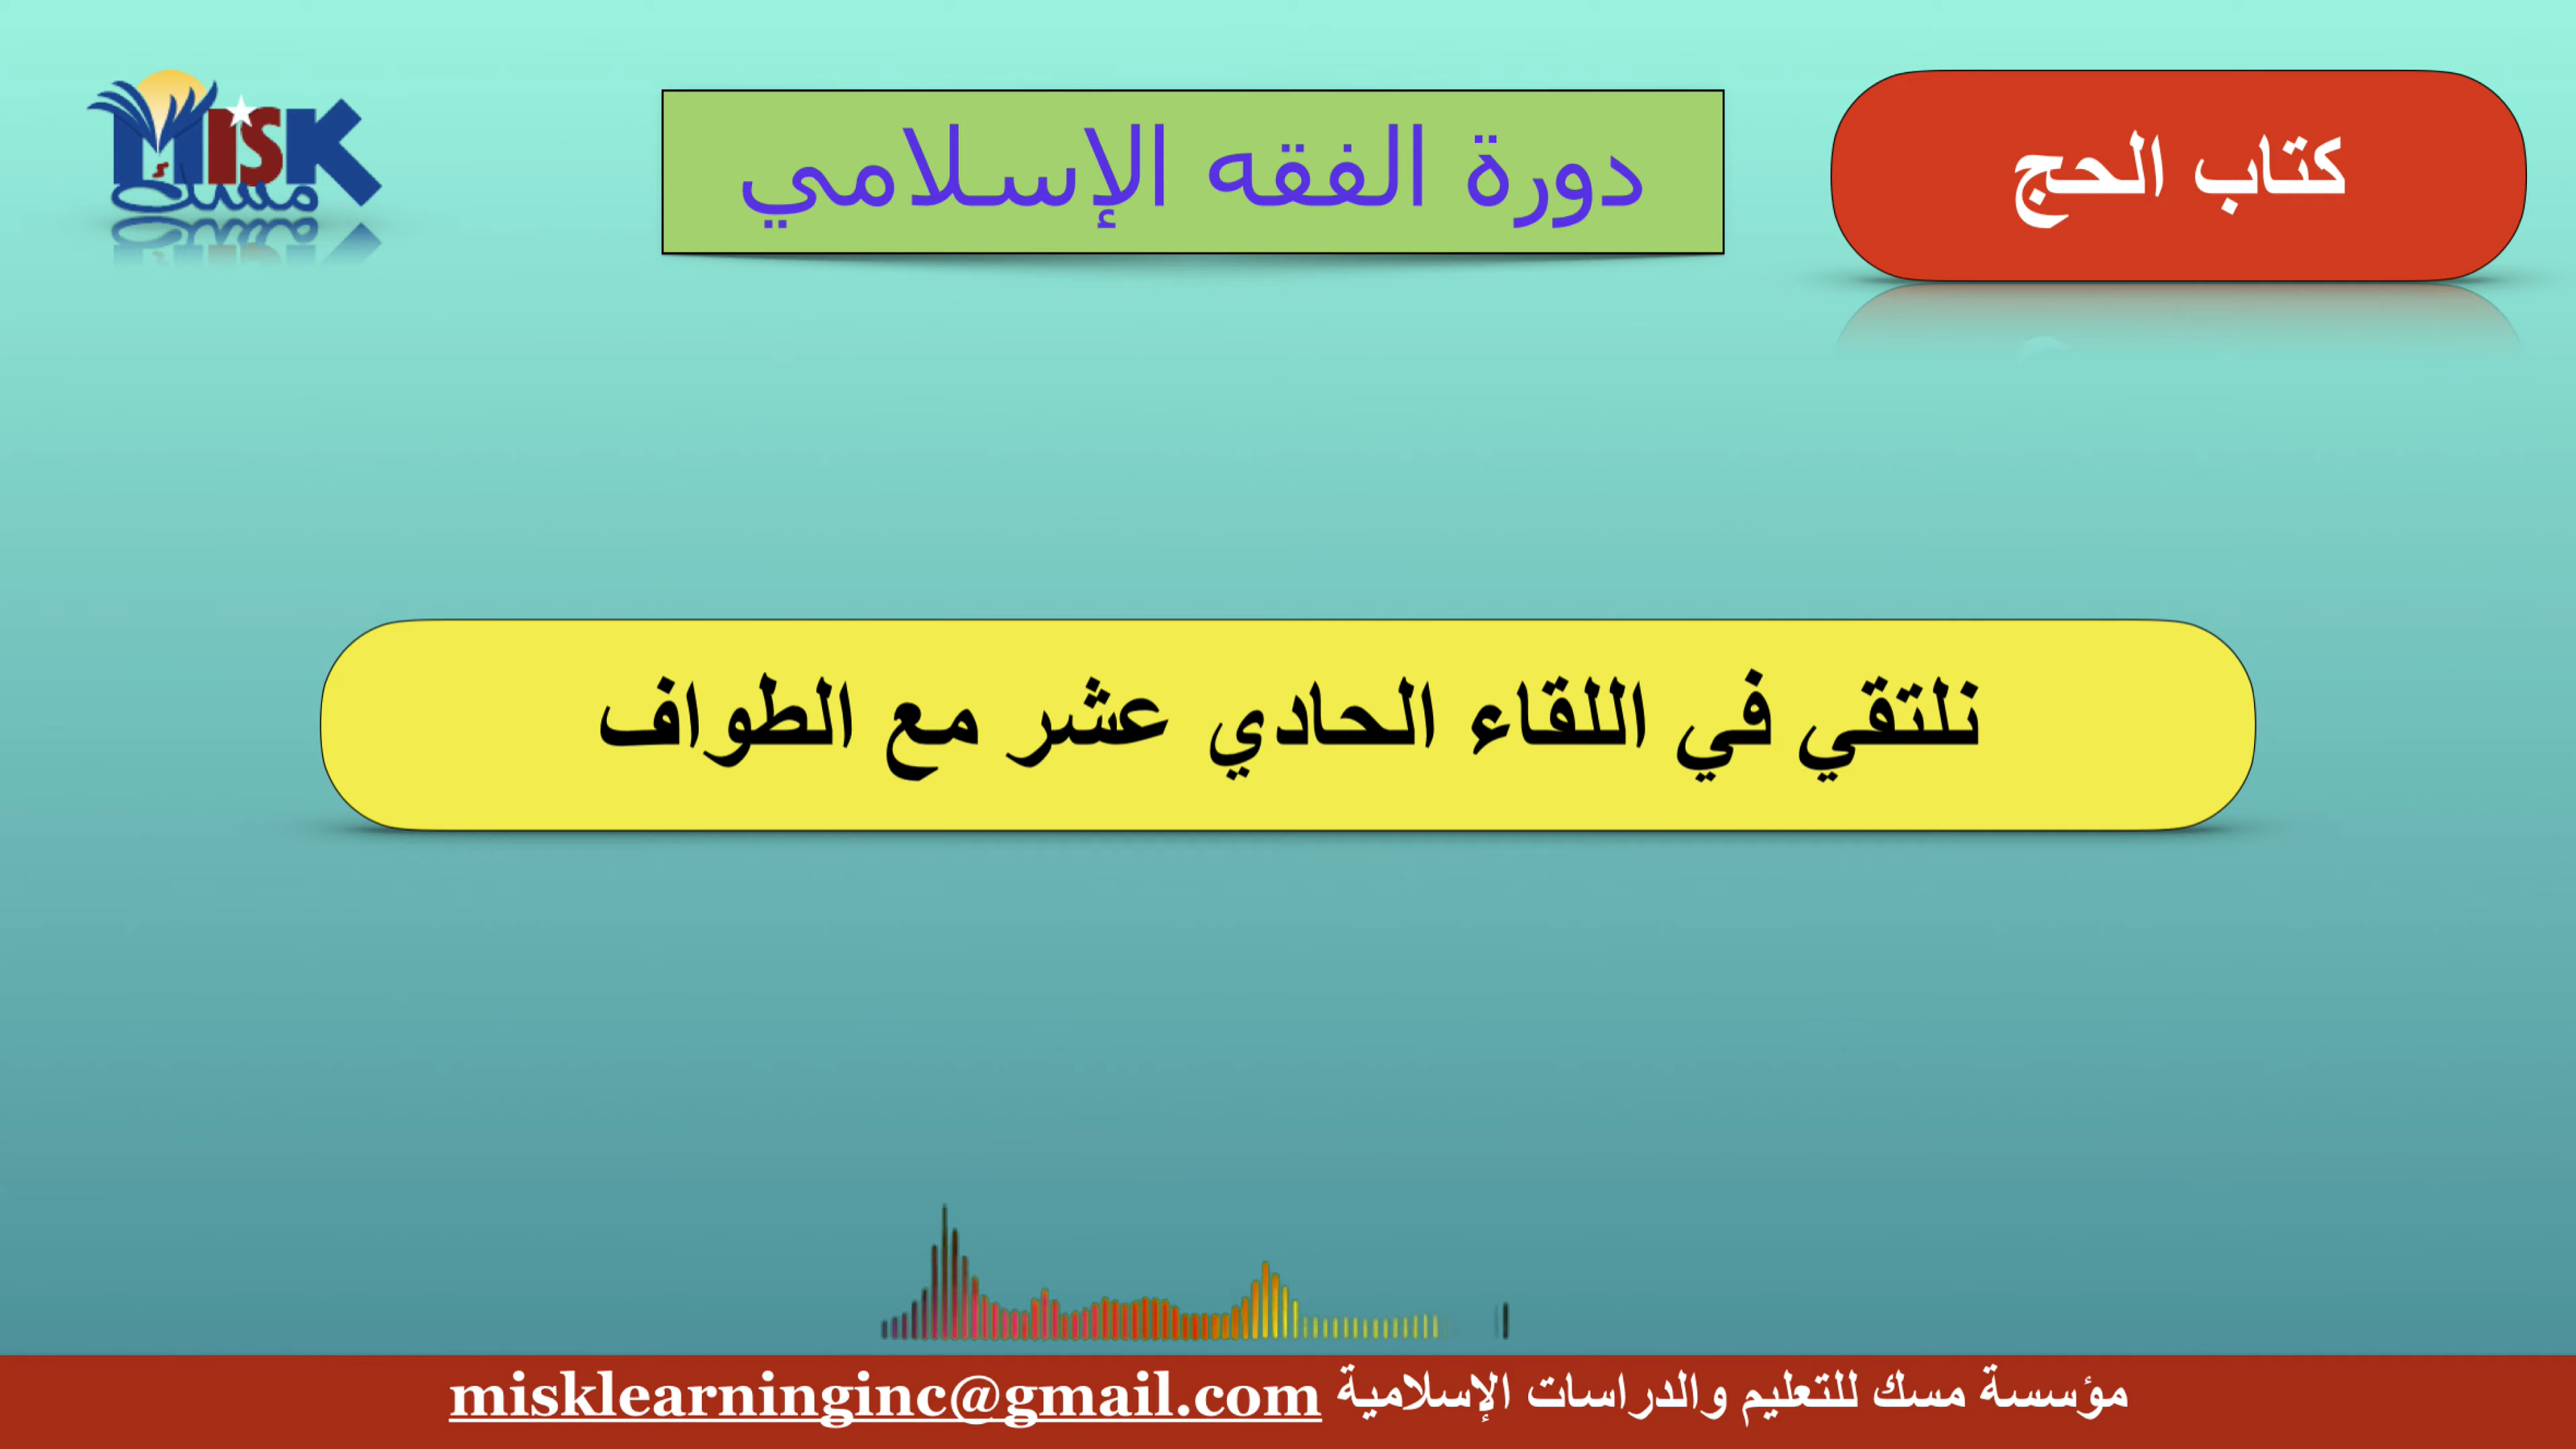 كتاب الحج
دورة الفقه الإسلامي
MISK
مسك
نلتقي في اللقاء الحادي عشر مع الطواف
مؤسسة مسك للتعليم والدراسات الإسلامية misklearninginc@gmail.com